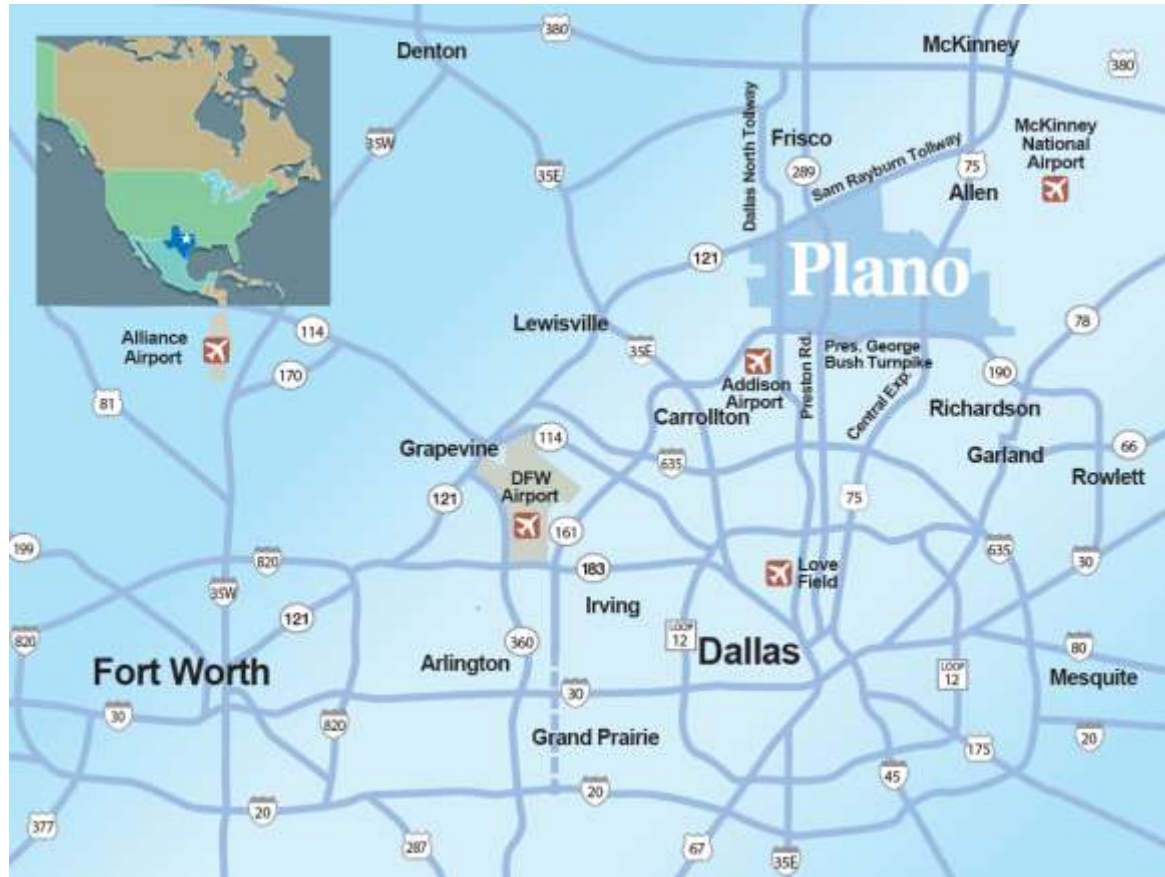 380
Denton
McKinney
380
35W
Dallas North Tollway
Frisco
McKinney
National
Airport
35E
289
Sam Rayburn Tollway
75
Allen
121
Plano
114
Lewisville
78
Alliance
Airport
35E
Preston Rd.
Pres. George
Bush Turnpike
170
Addison
Airport
Central Exp.
190
81
Carrollton
Richardson
Grapevine
114
635
Garland
66
Rowlett
DFW
Airport
121
75
161
199
820
183
Love
Field
635
30
35W
Irving
121
820
360
LOOP
12
Dallas
80
Fort Worth
Arlington
LOOP
12
Mesquite
30
30
820
Grand Prairie
20
175
20
20
45
377
287
67
35E